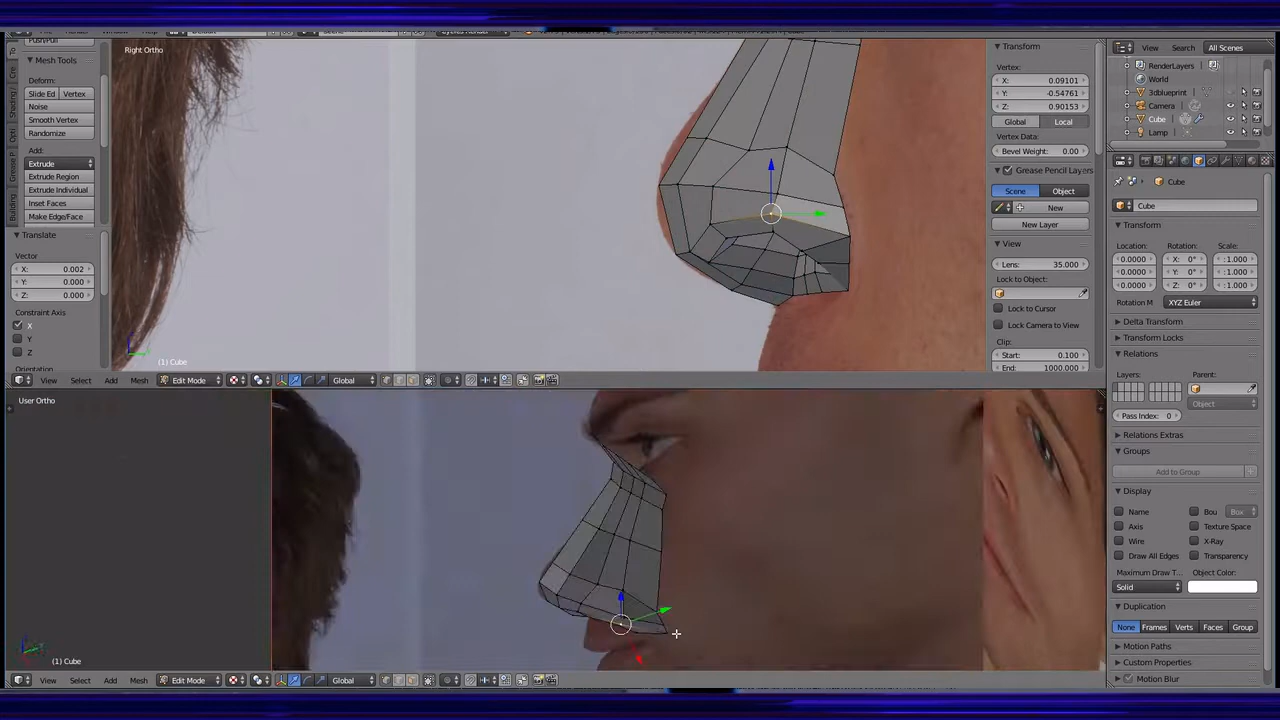 Right Ortho
Push/Pull
Mesh Tools
Deform:
Slide Ed
Vertex
Noise
Smooth Vertex
Randomize
Add:
Extrude
Extrude Region
Extrude Individual
Inset Faces
Make Edge/Face
Translate
Vector
X: 0.002
Y: 0.000
Z: 0.000
Constraint Axis
X
Y
Z
Orientation
(1) Cube
View Select Add Mesh Edit Mode Global
User Ortho
(1) Cube
View Select Add Mesh Edit Mode Global
Transform
Vertex:
X: 0.09101
Y: -0.54761
Z: 0.90153
Global Local
Vertex Data:
Bevel Weight: 0.00
Grease Pencil Layers
Scene Object
New
New Layer
View
Lens: 35.000
Lock to Object:
Lock to Cursor
Lock Camera to View
Clip:
Start: 0.100
End: 1000.000
View Search All Scenes
RenderLayers
World
3dblueprint
Camera
Cube
Lamp
Cube
Cube
Transform
Location: Rotation: Scale:
0.0000 X: 0° :1.000
0.0000 Y: 0° :1.000
0.0000 Z: 0° :1.000
Rotation M XYZ Euler
Delta Transform
Transform Locks
Relations
Layers: Parent:
Object
Pass Index: 0
Relations Extras
Groups
Add to Group
Display
Name Bou Box
Axis Texture Space
Wire X-Ray
Draw All Edges Transparency
Maximum Draw T... Object Color:
Solid
Duplication
None Frames Verts Faces Group
Motion Paths
Custom Properties
Motion Blur